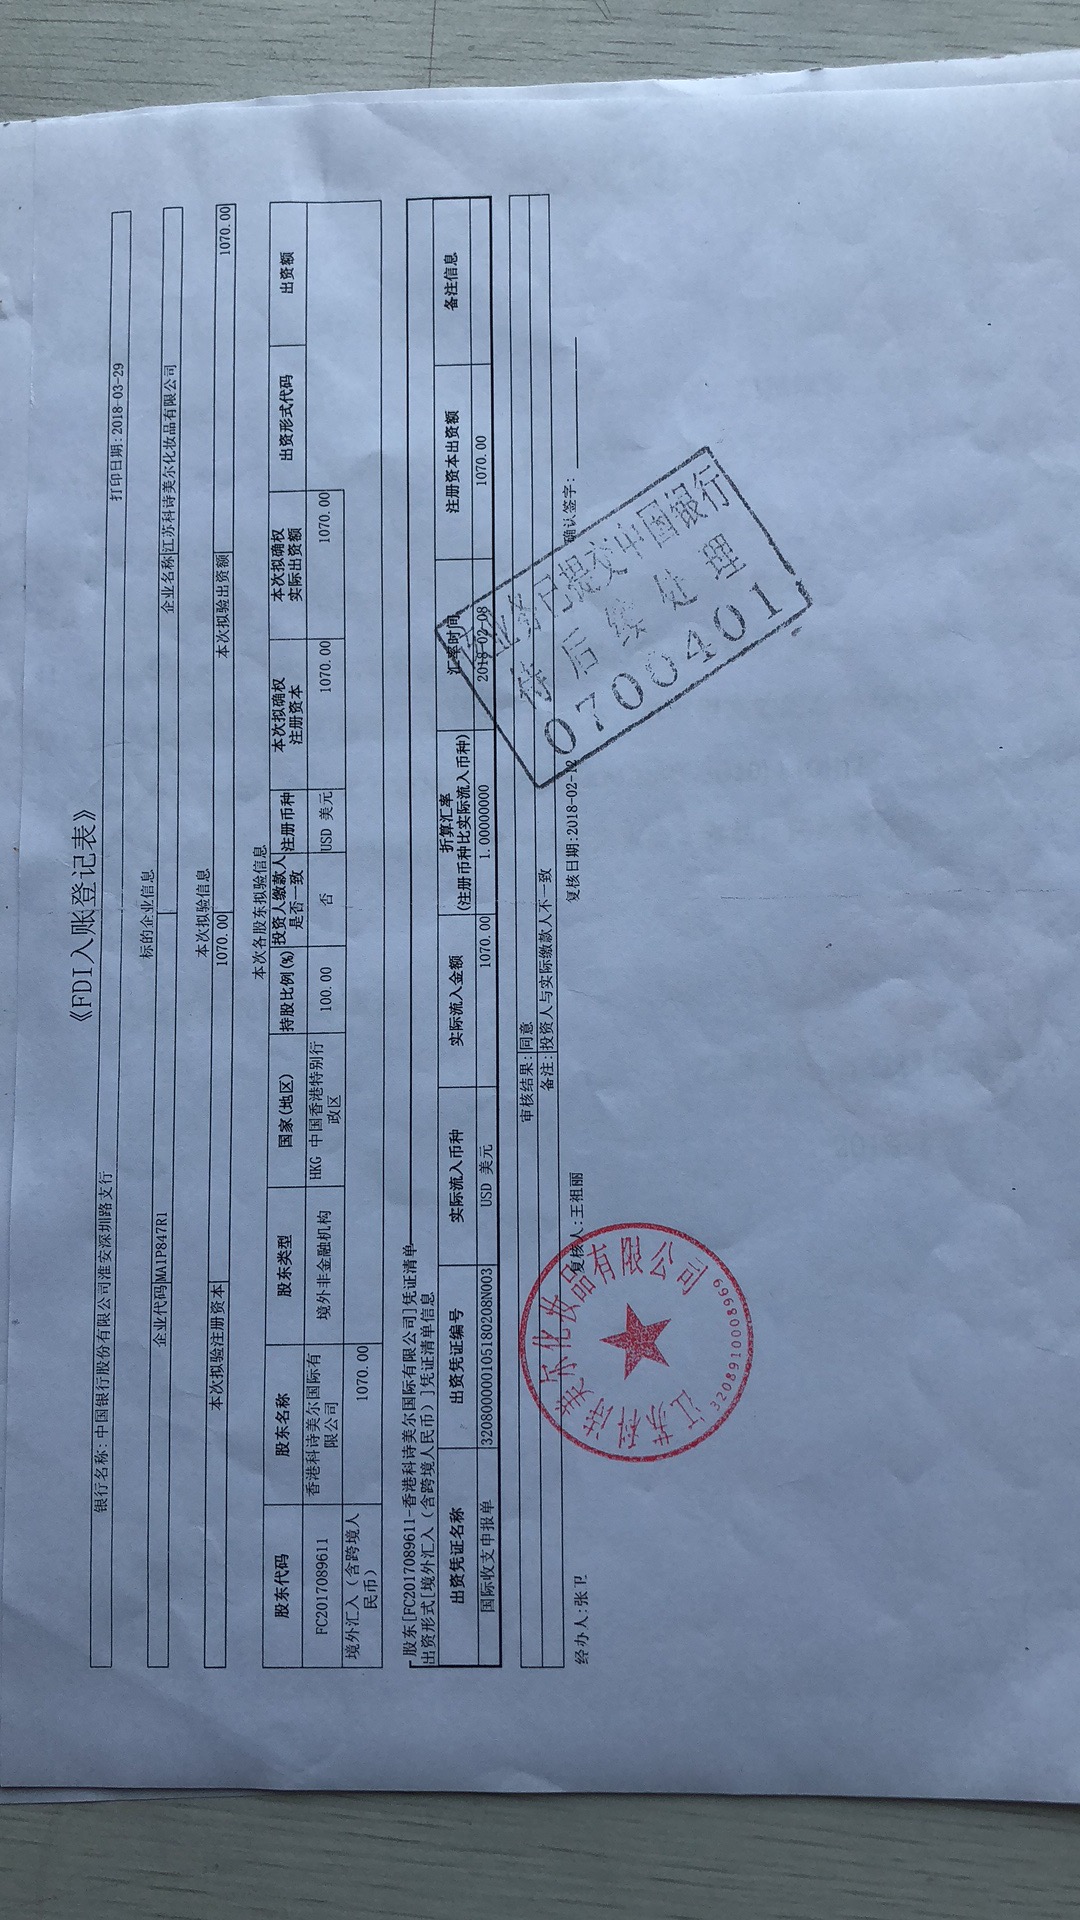 《FDI入账登记表》
银行名称:中国银行股份有限公司淮安深圳路支行 打印日期:2018-03-29
标的企业信息
企业代码 MA1P847R1 企业名称 江苏科诗美尔化妆品有限公司
本次拟验信息
本次拟验注册资本 1070.00 本次拟验出资额 1070.00
本次各股东拟验信息
股东代码 股东名称 股东类型 国家(地区) 持股比例(%) 投资人缴款人是否一致 注册币种 本次拟确权注册资本 本次拟确权实际出资额 出资形式代码 出资额
FC2017089611 香港科诗美尔国际有限公司 境外非金融机构 HKG 中国香港特别行政区 100.00 否 USD 美元 1070.00 1070.00
境外汇入（含跨境人民币） 1070.00
股东[FC2017089611-香港科诗美尔国际有限公司]凭证清单
出资形式[境外汇入（含跨境人民币）]凭证清单信息
出资凭证名称 出资凭证编号 实际流入币种 实际流入金额 折算汇率(注册币种比实际流入币种) 汇率时间 注册资本出资额 备注信息
国际收支申报单 320800000105180208N003 USD 美元 1070.00 1.00000000 2018-02-08 1070.00
审核结果: 同意
备注: 投资人与实际缴款人不一致
经办人:张卫 复核人:王祖丽 复核日期:2018-02-12 确认签字:
江苏科诗美尔化妆品有限公司
3208910008969
业务已提交中国银行
待后续处理
0700401